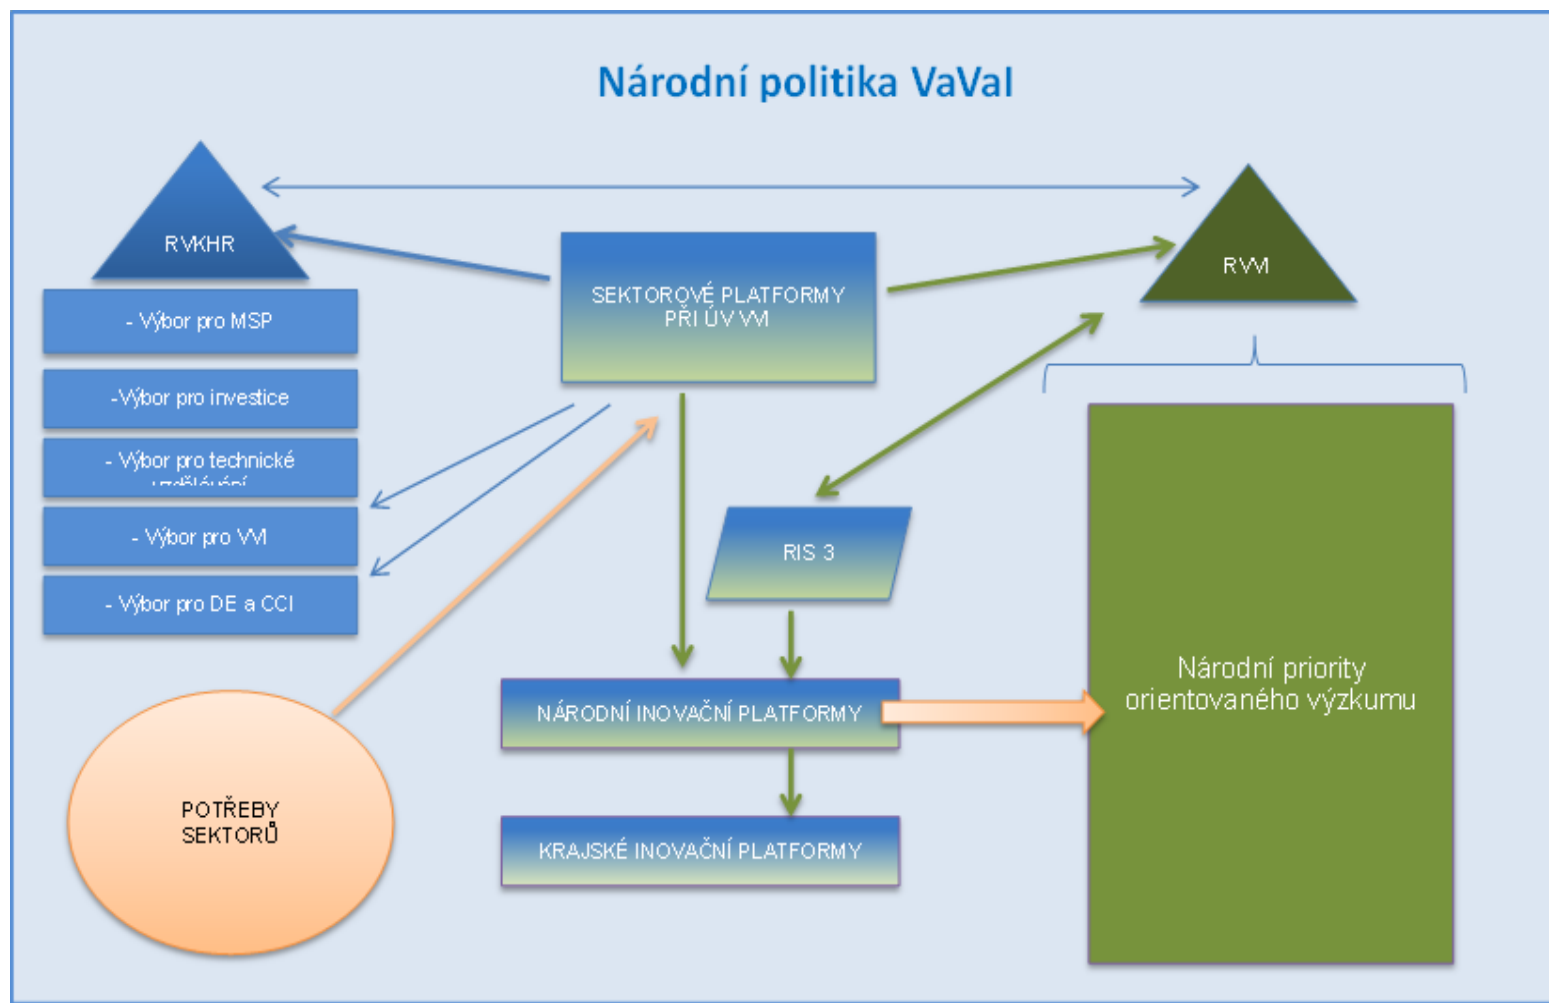 Národní politika VaVaI
RVKHR
- Výbor pro MSP
-Výbor pro investice
- Výbor pro technické
vzdělávání
- Výbor pro VVI
- Výbor pro DE a CCI
SEKTOROVÉ PLATFORMY
PŘI ÚV VVI
RVVI
RIS 3
NÁRODNÍ INOVAČNÍ PLATFORMY
KRAJSKÉ INOVAČNÍ PLATFORMY
Národní priority
orientovaného výzkumu
POTŘEBY
SEKTORŮ